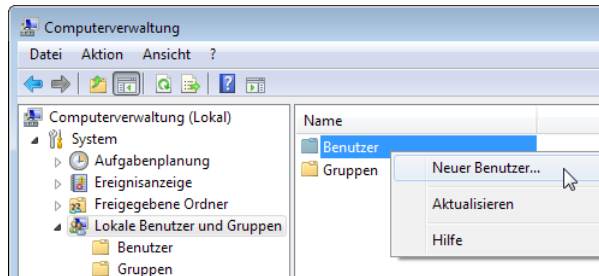 Computerverwaltung
Datei Aktion Ansicht ?
Computerverwaltung (Lokal)
System
Aufgabenplanung
Ereignisanzeige
Freigegebene Ordner
Lokale Benutzer und Gruppen
Benutzer
Gruppen
Name
Benutzer
Gruppen
Neuer Benutzer...
Aktualisieren
Hilfe